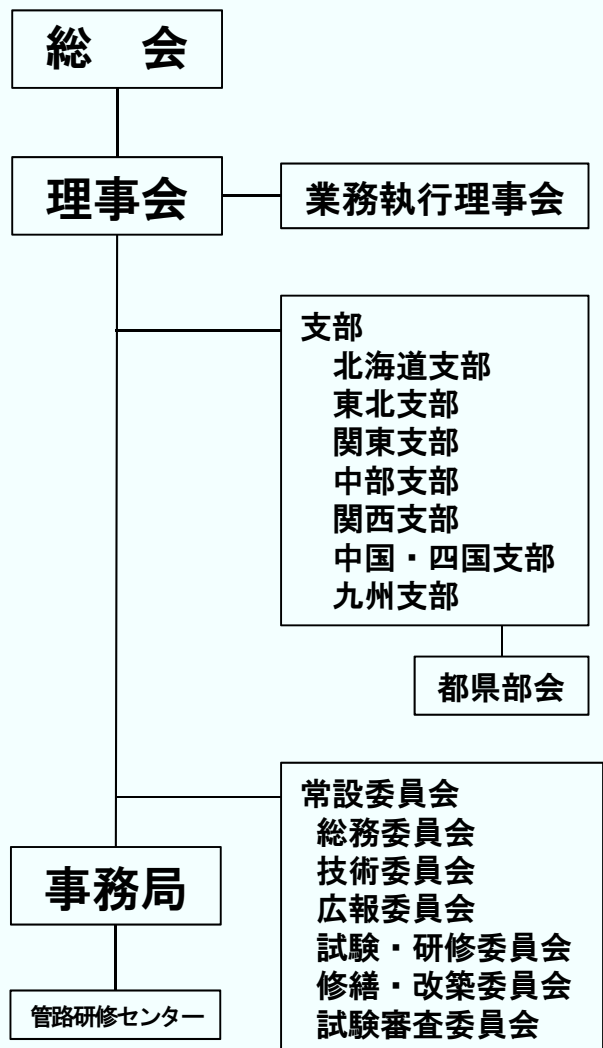 総　会
理事会
業務執行理事会
支部
北海道支部
東北支部
関東支部
中部支部
関西支部
中国・四国支部
九州支部
都県部会
常設委員会
総務委員会
技術委員会
広報委員会
試験・研修委員会
修繕・改築委員会
試験審査委員会
事務局
管路研修センター